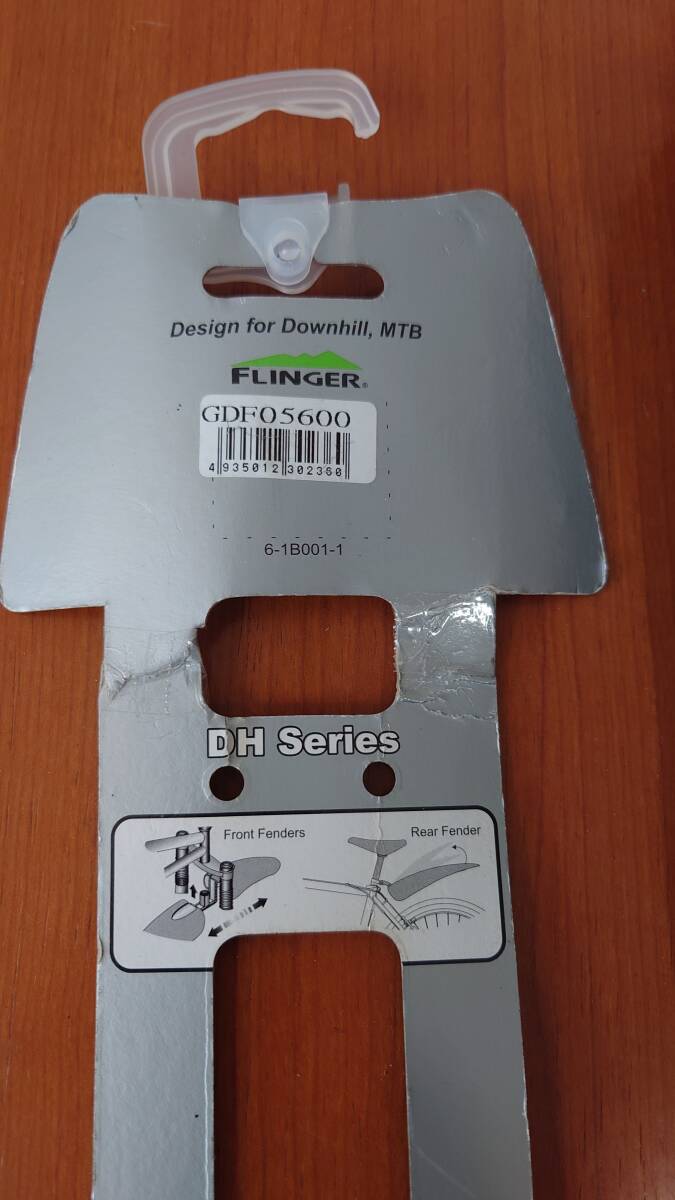 Design for Downhill, MTB
FLINGER®
GDF05600
4 935012 302360
6-1B001-1
DH Series
Front Fenders
Rear Fender